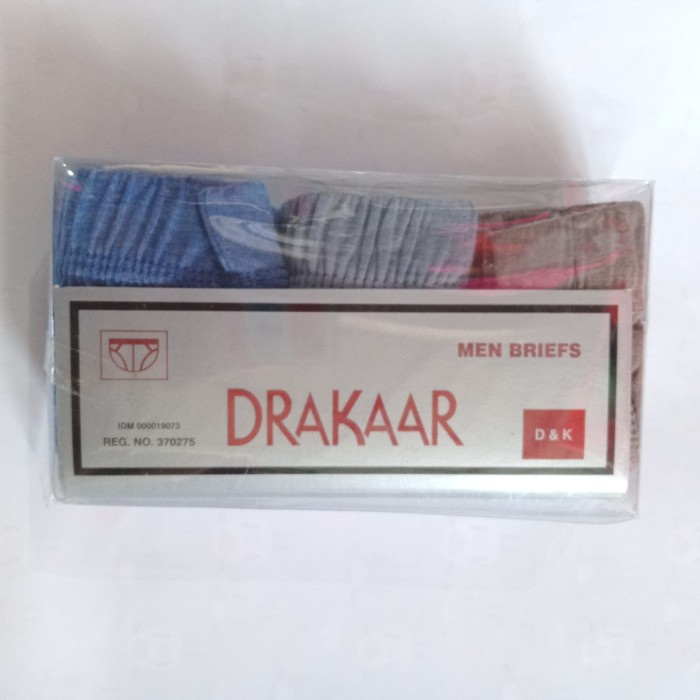 MEN BRIEFS
DRAKAAR
IDM 000019073
REG. NO. 370275
D & K